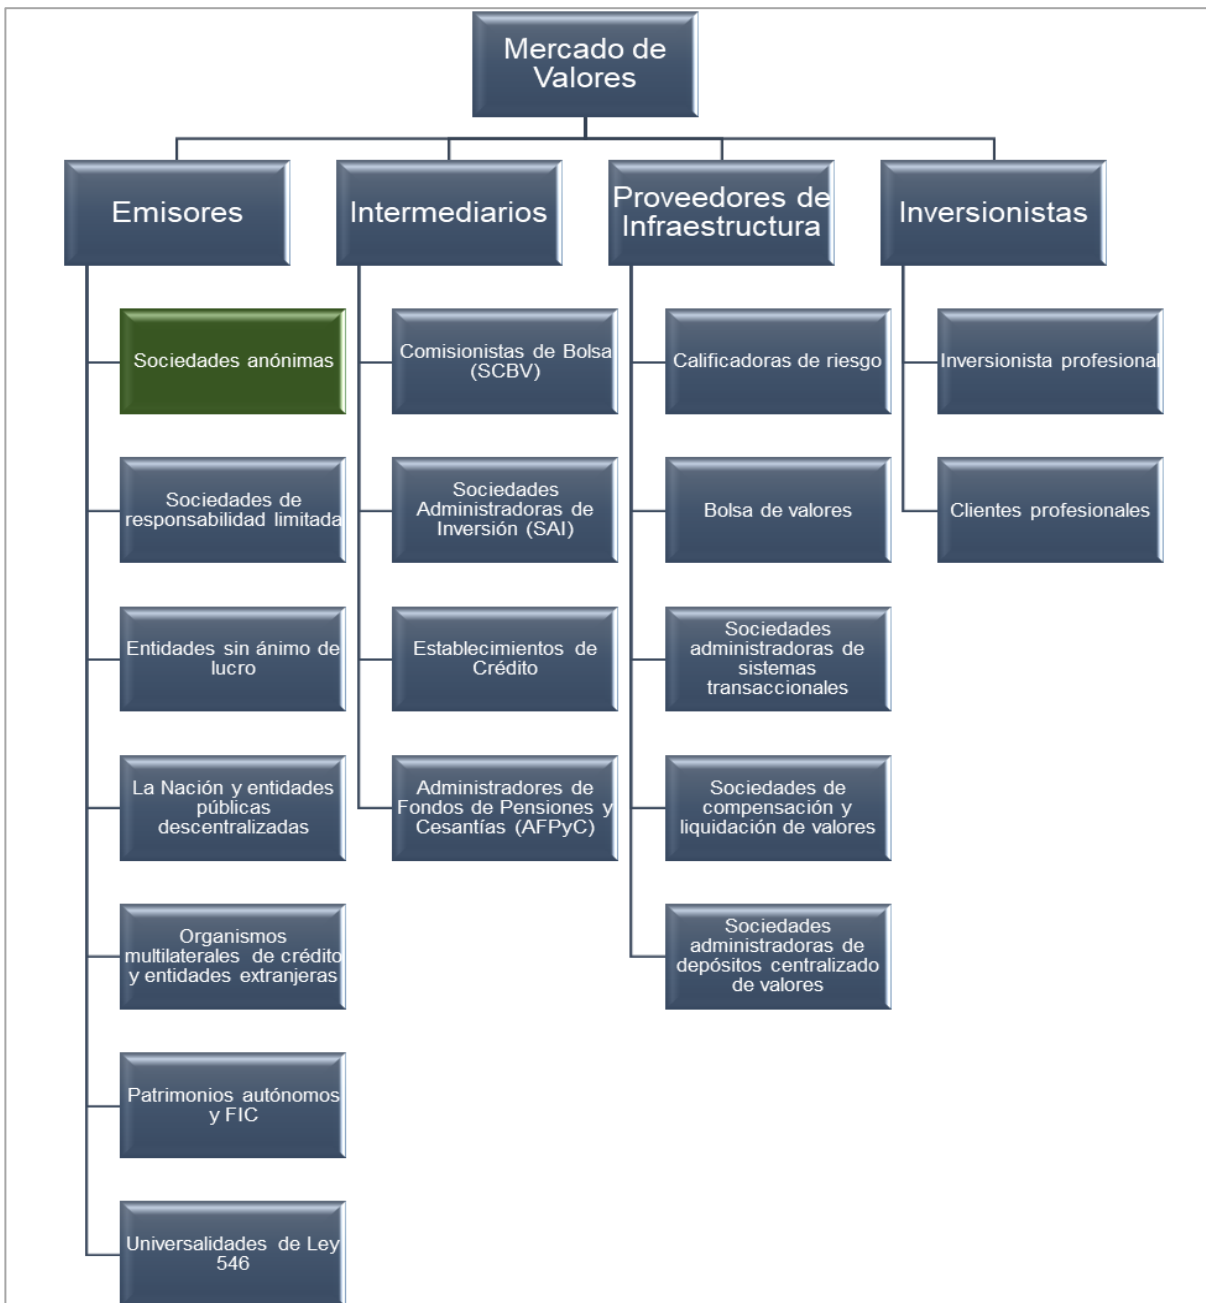 Mercado de
Valores
Emisores
Intermediarios
Proveedores de
Infraestructura
Inversionistas
Sociedades anónimas
Sociedades de
responsabilidad limitada
Entidades sin ánimo de
lucro
La Nación y entidades
públicas
descentralizadas
Organismos
multilaterales de crédito
y entidades extranjeras
Patrimonios autónomos
y FIC
Universalidades de Ley
546
Comisionistas de Bolsa
(SCBV)
Sociedades
Administradoras de
Inversión (SAI)
Establecimientos de
Crédito
Administradores de
Fondos de Pensiones y
Cesantías (AFPyC)
Calificadoras de riesgo
Bolsa de valores
Sociedades
administradoras de
sistemas
transaccionales
Sociedades de
compensación y
liquidación de valores
Sociedades
administradoras de
depósitos centralizado
de valores
Inversionista profesional
Clientes profesionales